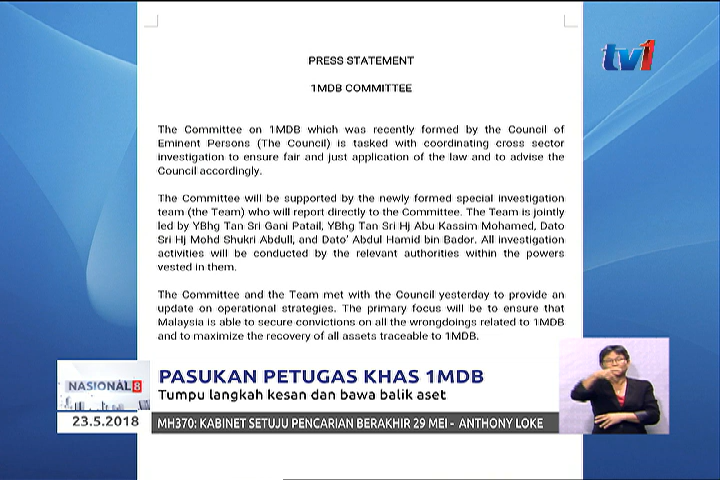 PRESS STATEMENT
1MDB COMMITTEE
The Committee on 1MDB which was recently formed by the Council of
Eminent Persons (The Council) is tasked with coordinating cross sector
investigation to ensure fair and just application of the law and to advise the
Council accordingly.
The Committee will be supported by the newly formed special investigation
team (the Team) who will report directly to the Committee. The Team is jointly
led by YBhg Tan Sri Gani Patail, YBhg Tan Sri Hj Abu Kassim Mohamed, Dato
Sri Hj Mohd Shukri Abdull, and Dato' Abdul Hamid bin Bador. All investigation
activities will be conducted by the relevant authorities within the powers
vested in them.
The Committee and the Team met with the Council yesterday to provide an
update on operational strategies. The primary focus will be to ensure that
Malaysia is able to secure convictions on all the wrongdoings related to 1MDB
and to maximize the recovery of all assets traceable to 1MDB.
tv1
NASIONAL 8
PASUKAN PETUGAS KHAS 1MDB
Tumpu langkah kesan dan bawa balik aset
23.5.2018
MH370: KABINET SETUJU PENCARIAN BERAKHIR 29 MEI - ANTHONY LOKE